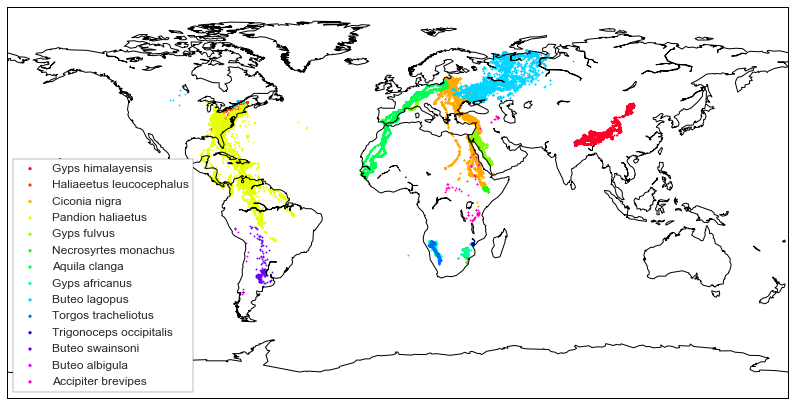 Gyps himalayensis
Haliaeetus leucocephalus
Ciconia nigra
Pandion haliaetus
Gyps fulvus
Necrosyrtes monachus
Aquila clanga
Gyps africanus
Buteo lagopus
Torgos tracheliotus
Trigonoceps occipitalis
Buteo swainsoni
Buteo albigula
Accipiter brevipes